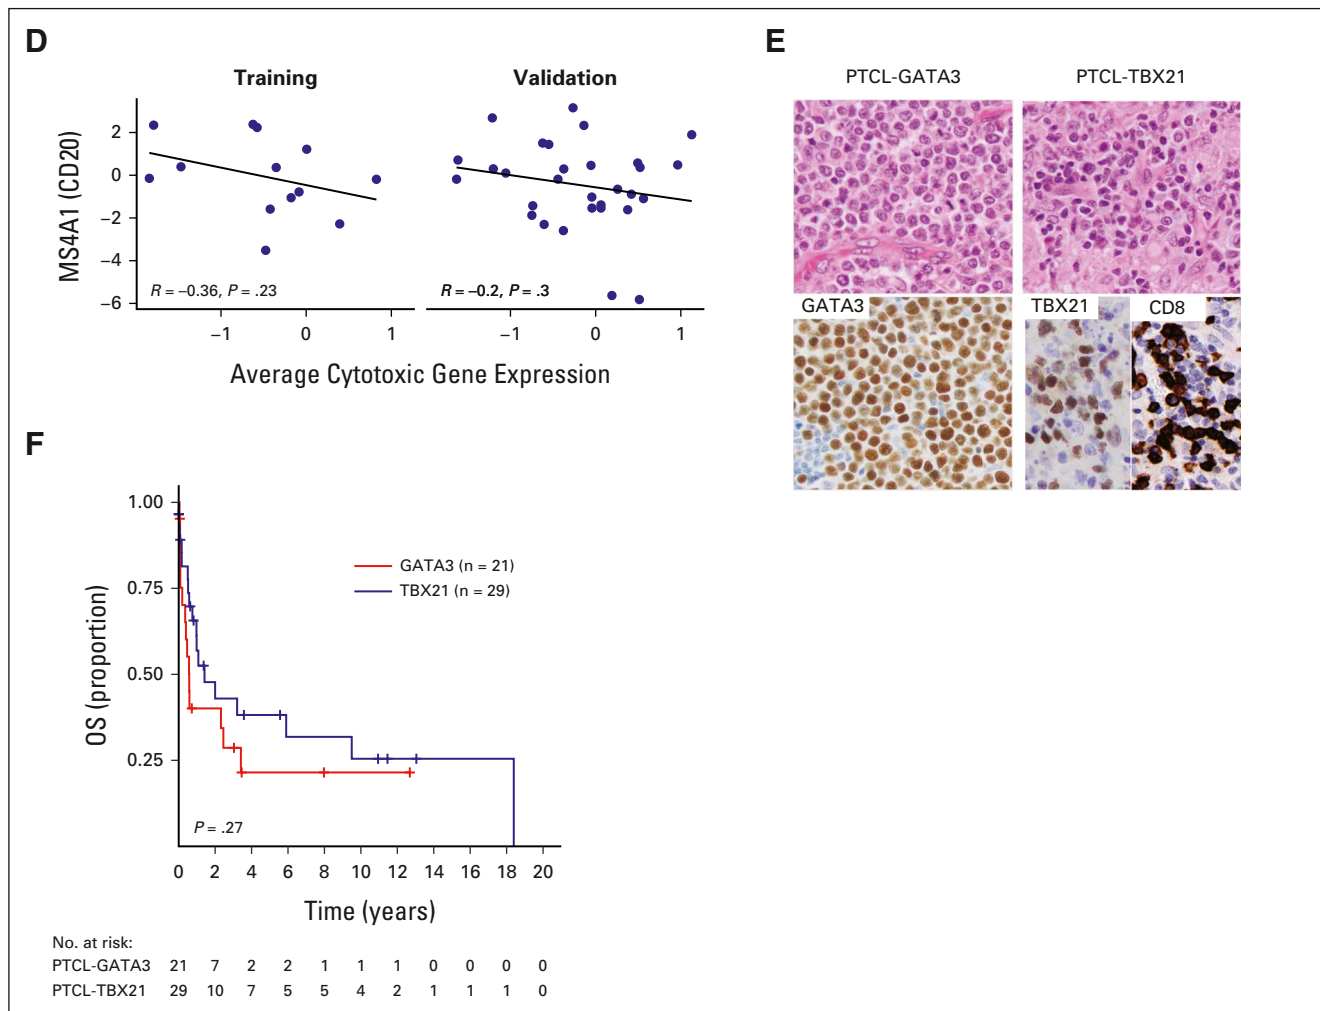 D
Training
Validation
MS4A1 (CD20)
2
0
−2
−4
−6
R = −0.36, P = .23
R = −0.2, P = .3
−1
0
1
−1
0
1
Average Cytotoxic Gene Expression
E
PTCL-GATA3
PTCL-TBX21
GATA3
TBX21
CD8
F
OS (proportion)
1.00
0.75
0.50
0.25
GATA3 (n = 21)
TBX21 (n = 29)
P = .27
0 2 4 6 8 10 12 14 16 18 20
Time (years)
No. at risk:
PTCL-GATA3 21 7 2 2 1 1 1 0 0 0 0
PTCL-TBX21 29 10 7 5 5 4 2 1 1 1 0